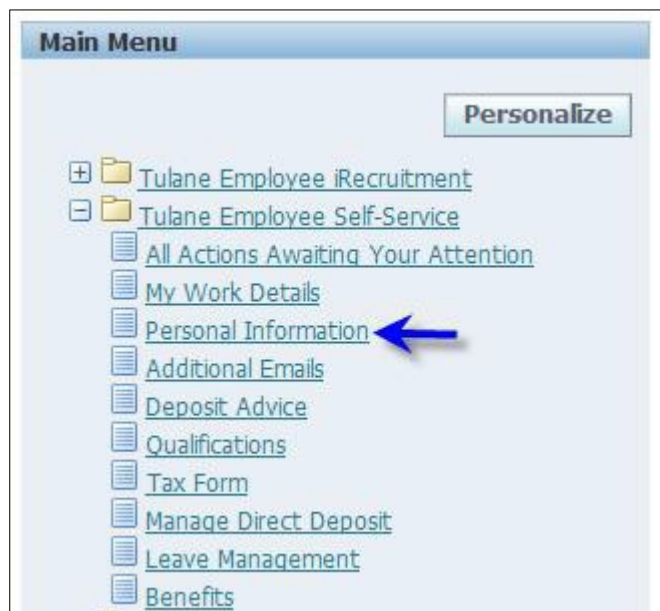 Main Menu
Personalize
Tulane Employee iRecruitment
Tulane Employee Self-Service
All Actions Awaiting Your Attention
My Work Details
Personal Information
Additional Emails
Deposit Advice
Qualifications
Tax Form
Manage Direct Deposit
Leave Management
Benefits